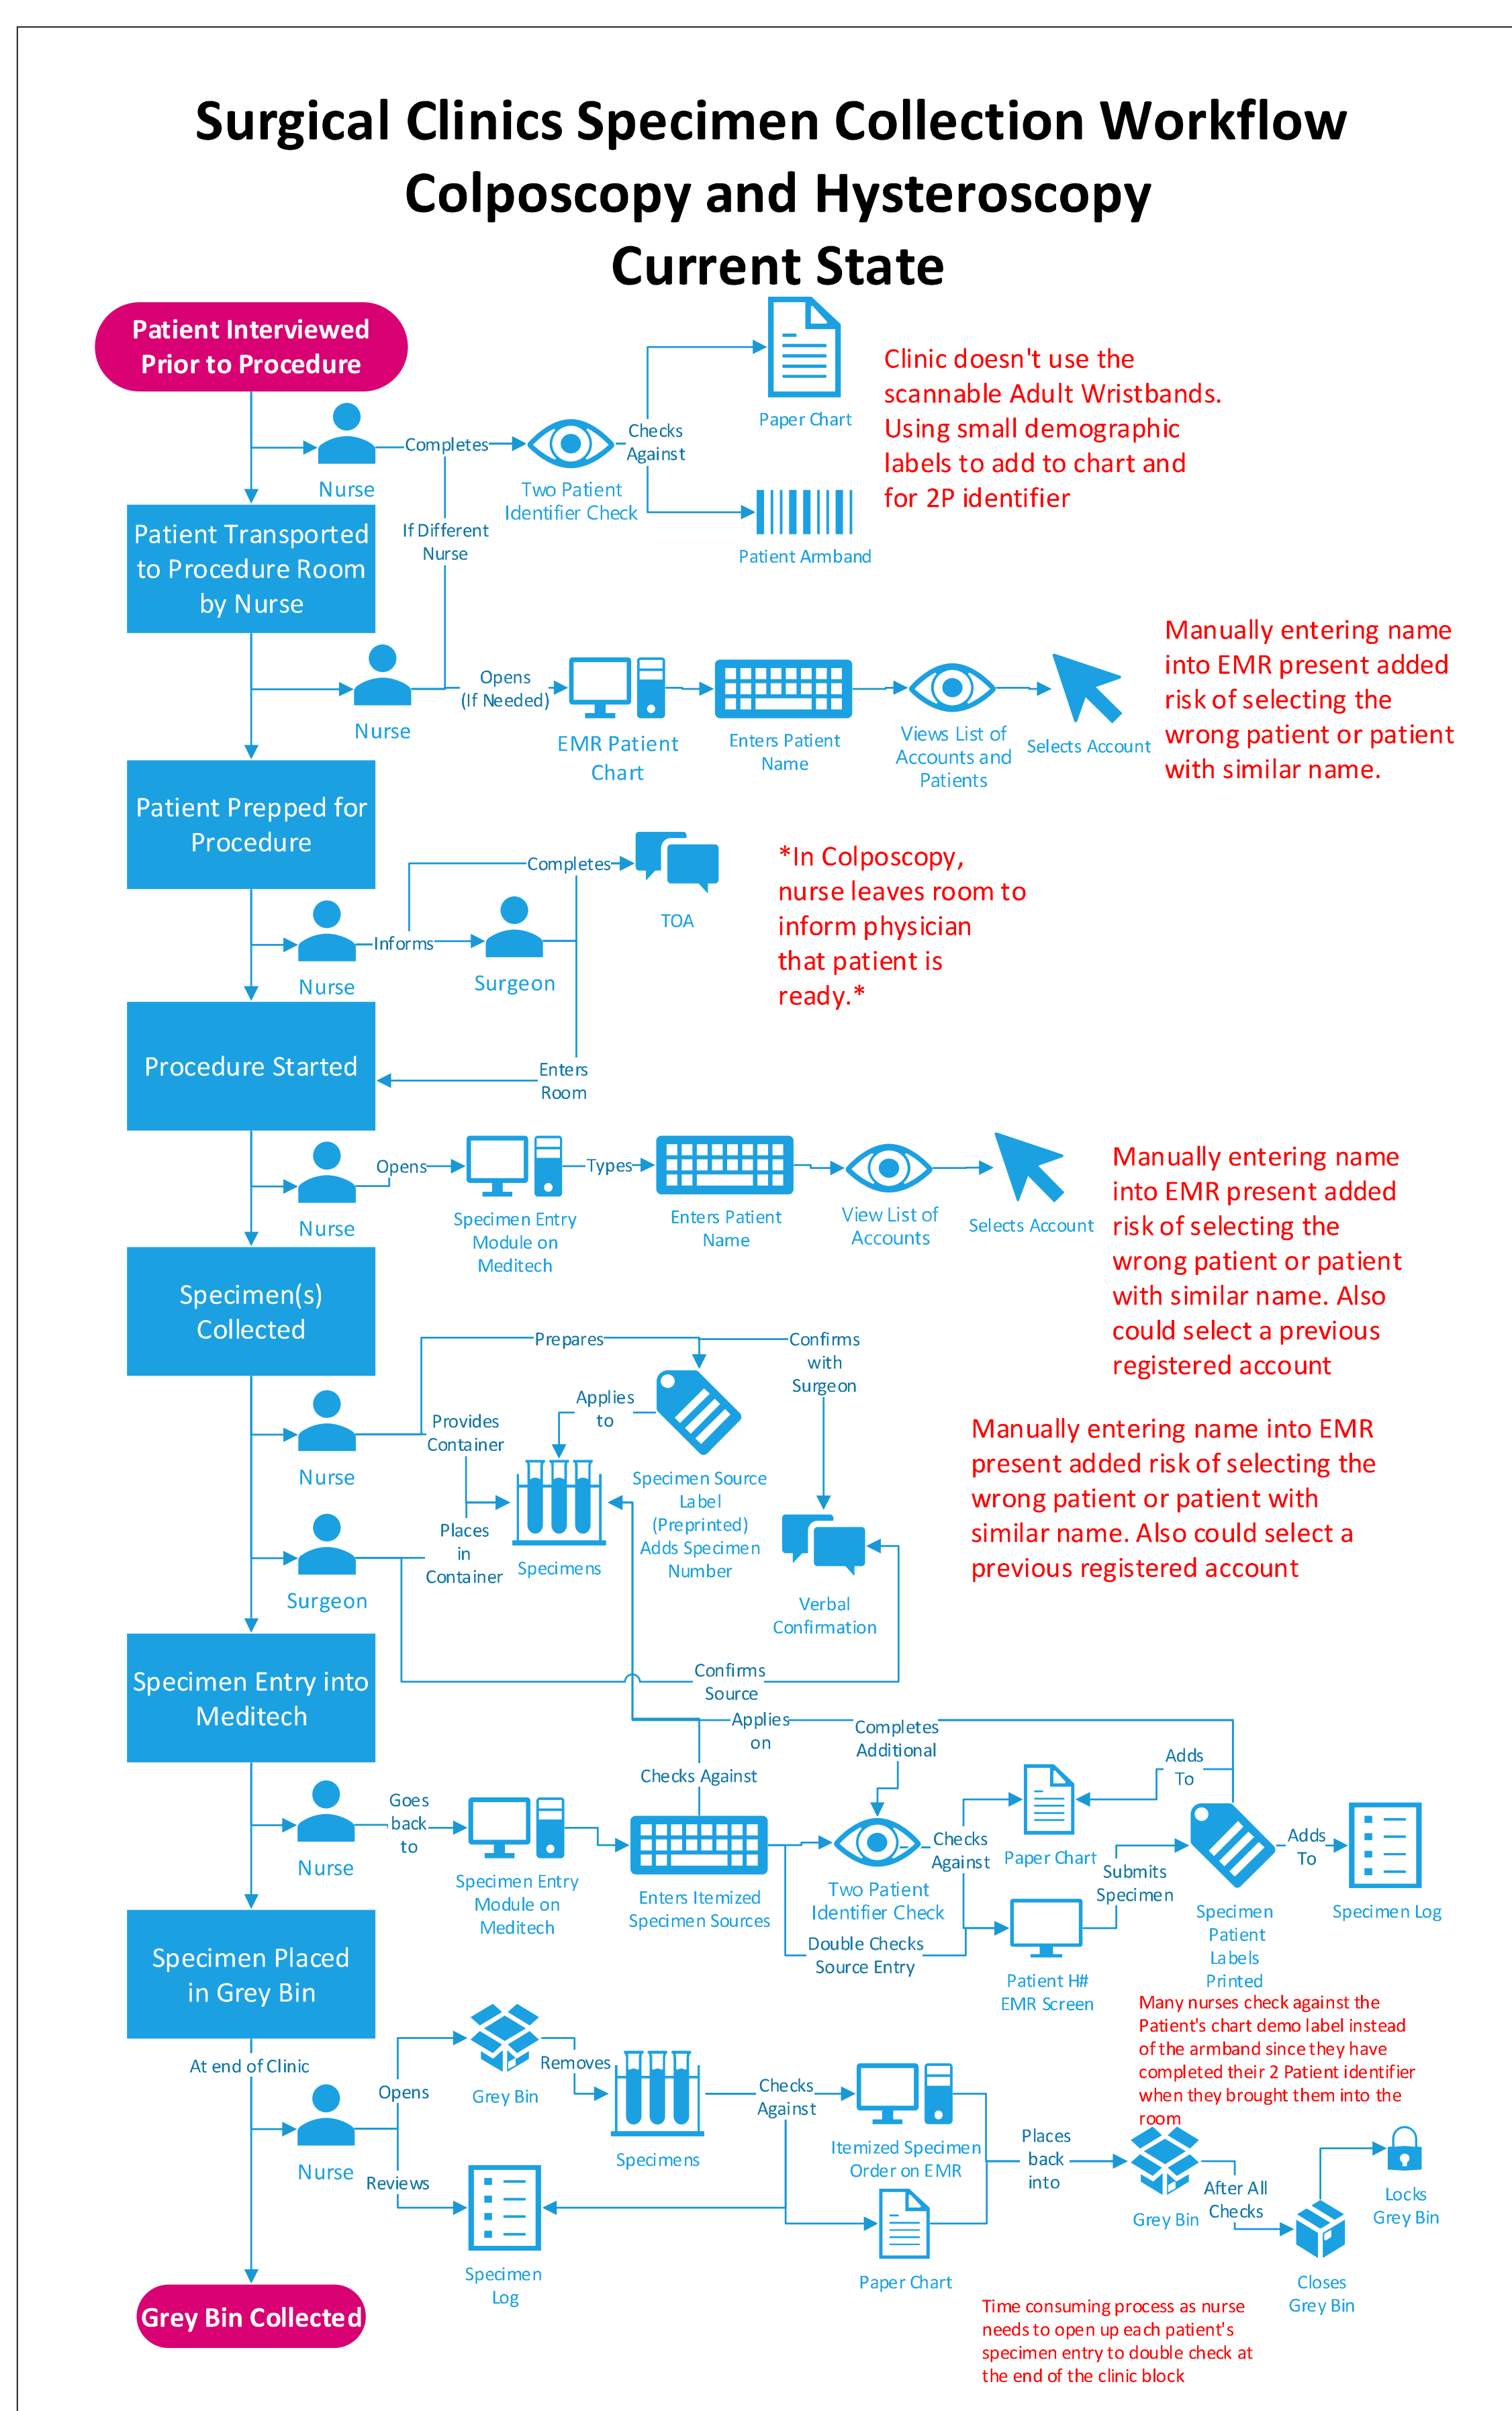 Surgical Clinics Specimen Collection Workflow
Colposcopy and Hysteroscopy
Current State
Patient Interviewed
Prior to Procedure
Nurse
Completes
Two Patient
Identifier Check
Checks
Against
Paper Chart
Patient Armband
Clinic doesn't use the
scannable Adult Wristbands.
Using small demographic
labels to add to chart and
for 2P identifier
Patient Transported
to Procedure Room
by Nurse
If Different
Nurse
Nurse
Opens
(If Needed)
EMR Patient
Chart
Enters Patient
Name
Views List of
Accounts and
Patients
Selects Account
Manually entering name
into EMR present added
risk of selecting the
wrong patient or patient
with similar name.
Patient Prepped for
Procedure
Nurse
Informs
Surgeon
Completes
TOA
Enters
Room
*In Colposcopy,
nurse leaves room to
inform physician
that patient is
ready.*
Procedure Started
Nurse
Opens
Specimen Entry
Module on
Meditech
Types
Enters Patient
Name
View List of
Accounts
Selects Account
Manually entering name
into EMR present added
risk of selecting the
wrong patient or patient
with similar name. Also
could select a previous
registered account
Specimen(s)
Collected
Nurse
Prepares
Confirms
with
Surgeon
Applies
to
Provides
Container
Places
in
Container
Specimens
Specimen Source
Label
(Preprinted)
Adds Specimen
Number
Verbal
Confirmation
Surgeon
Confirms
Source
Manually entering name into EMR
present added risk of selecting the
wrong patient or patient with
similar name. Also could select a
previous registered account
Specimen Entry into
Meditech
Nurse
Goes
back
to
Specimen Entry
Module on
Meditech
Checks Against
Applies
on
Enters Itemized
Specimen Sources
Completes
Additional
Two Patient
Identifier Check
Double Checks
Source Entry
Checks
Against
Paper Chart
Patient H#
EMR Screen
Adds
To
Submits
Specimen
Specimen
Patient
Labels
Printed
Adds
To
Specimen Log
Many nurses check against the
Patient's chart demo label instead
of the armband since they have
completed their 2 Patient identifier
when they brought them into the
room
Specimen Placed
in Grey Bin
At end of Clinic
Nurse
Opens
Reviews
Grey Bin
Removes
Specimens
Specimen
Log
Checks
Against
Itemized Specimen
Order on EMR
Paper Chart
Places
back
into
Grey Bin
After All
Checks
Closes
Grey Bin
Locks
Grey Bin
Time consuming process as nurse
needs to open up each patient's
specimen entry to double check at
the end of the clinic block
Grey Bin Collected